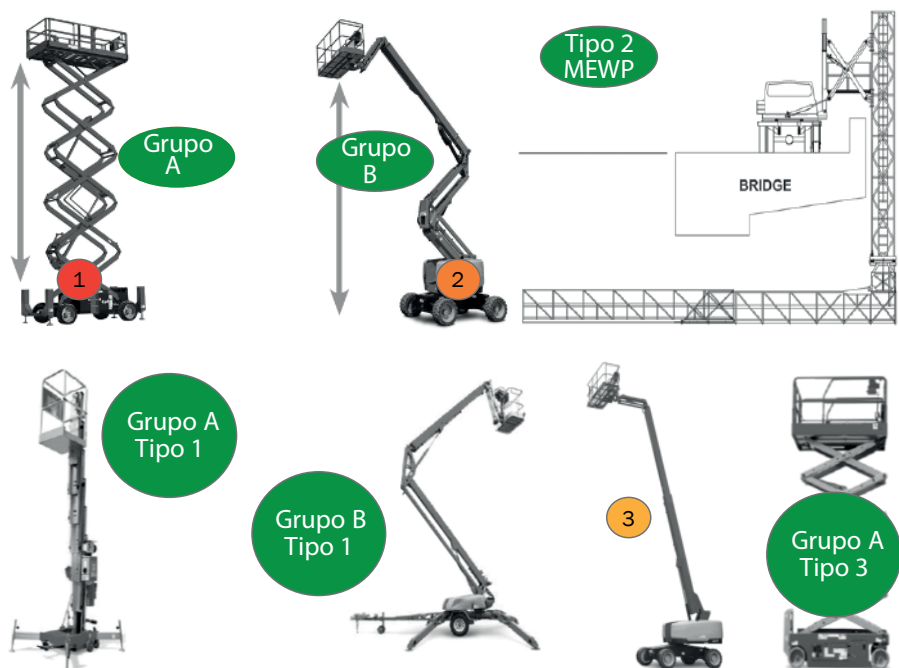 Grupo
A
1
Grupo
B
2
Tipo 2
MEWP
BRIDGE
Grupo A
Tipo 1
Grupo B
Tipo 1
3
Grupo A
Tipo 3